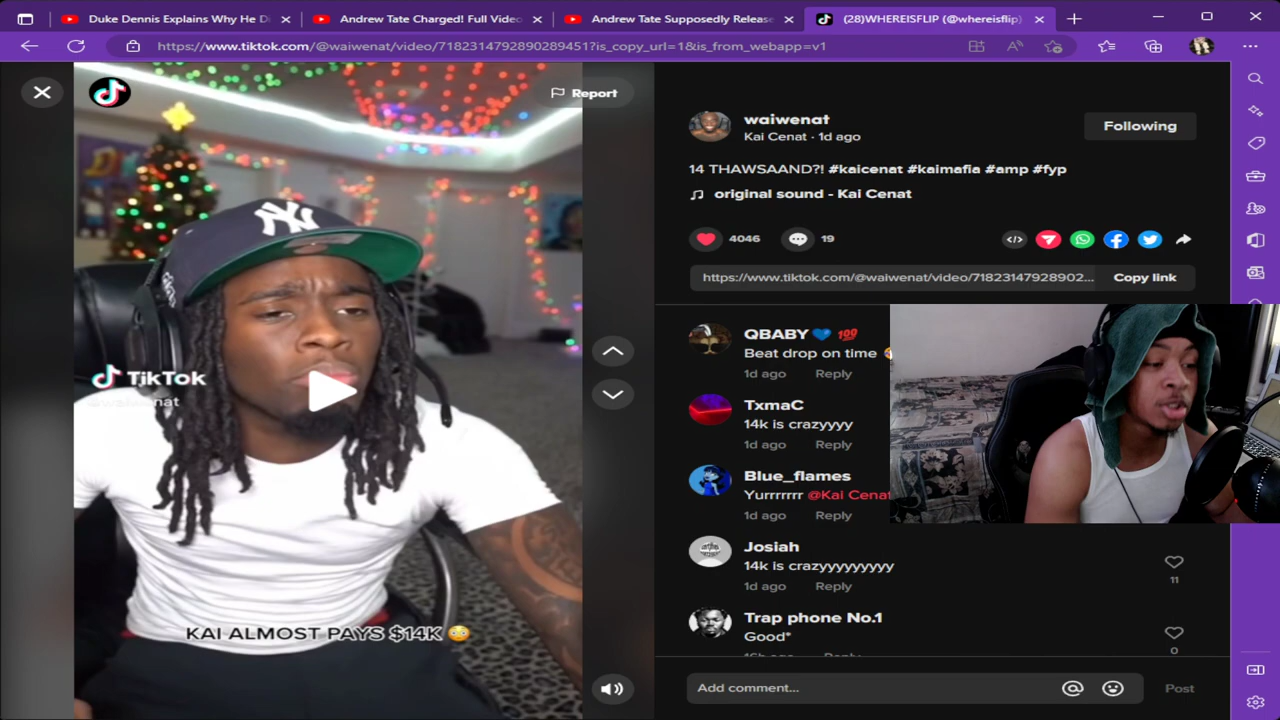 Duke Dennis Explains Why He Di
Andrew Tate Charged! Full Video
Andrew Tate Supposedly Release
(28)WHEREISFLIP (@whereisflip)
https://www.tiktok.com/@waiwenat/video/7182314792890289451?is_copy_url=1&is_from_webapp=v1
Report
NY
TikTok
KAI ALMOST PAYS $14K 😳
waiwenat
Kai Cenat · 1d ago
Following
14 THAWSAAND?! #kaicenat #kaimafia #amp #fyp
original sound - Kai Cenat
4046
19
https://www.tiktok.com/@waiwenat/video/71823147928902...
Copy link
QBABY💙 💯
Beat drop on time
1d ago Reply
TxmaC
14k is crazyyyy
1d ago Reply
Blue_flames
Yurrrrrrr @Kai Cenat
1d ago Reply
Josiah
14k is crazyyyyyyyyy
1d ago Reply
11
Trap phone No.1
Good*
0
Add comment...
Post